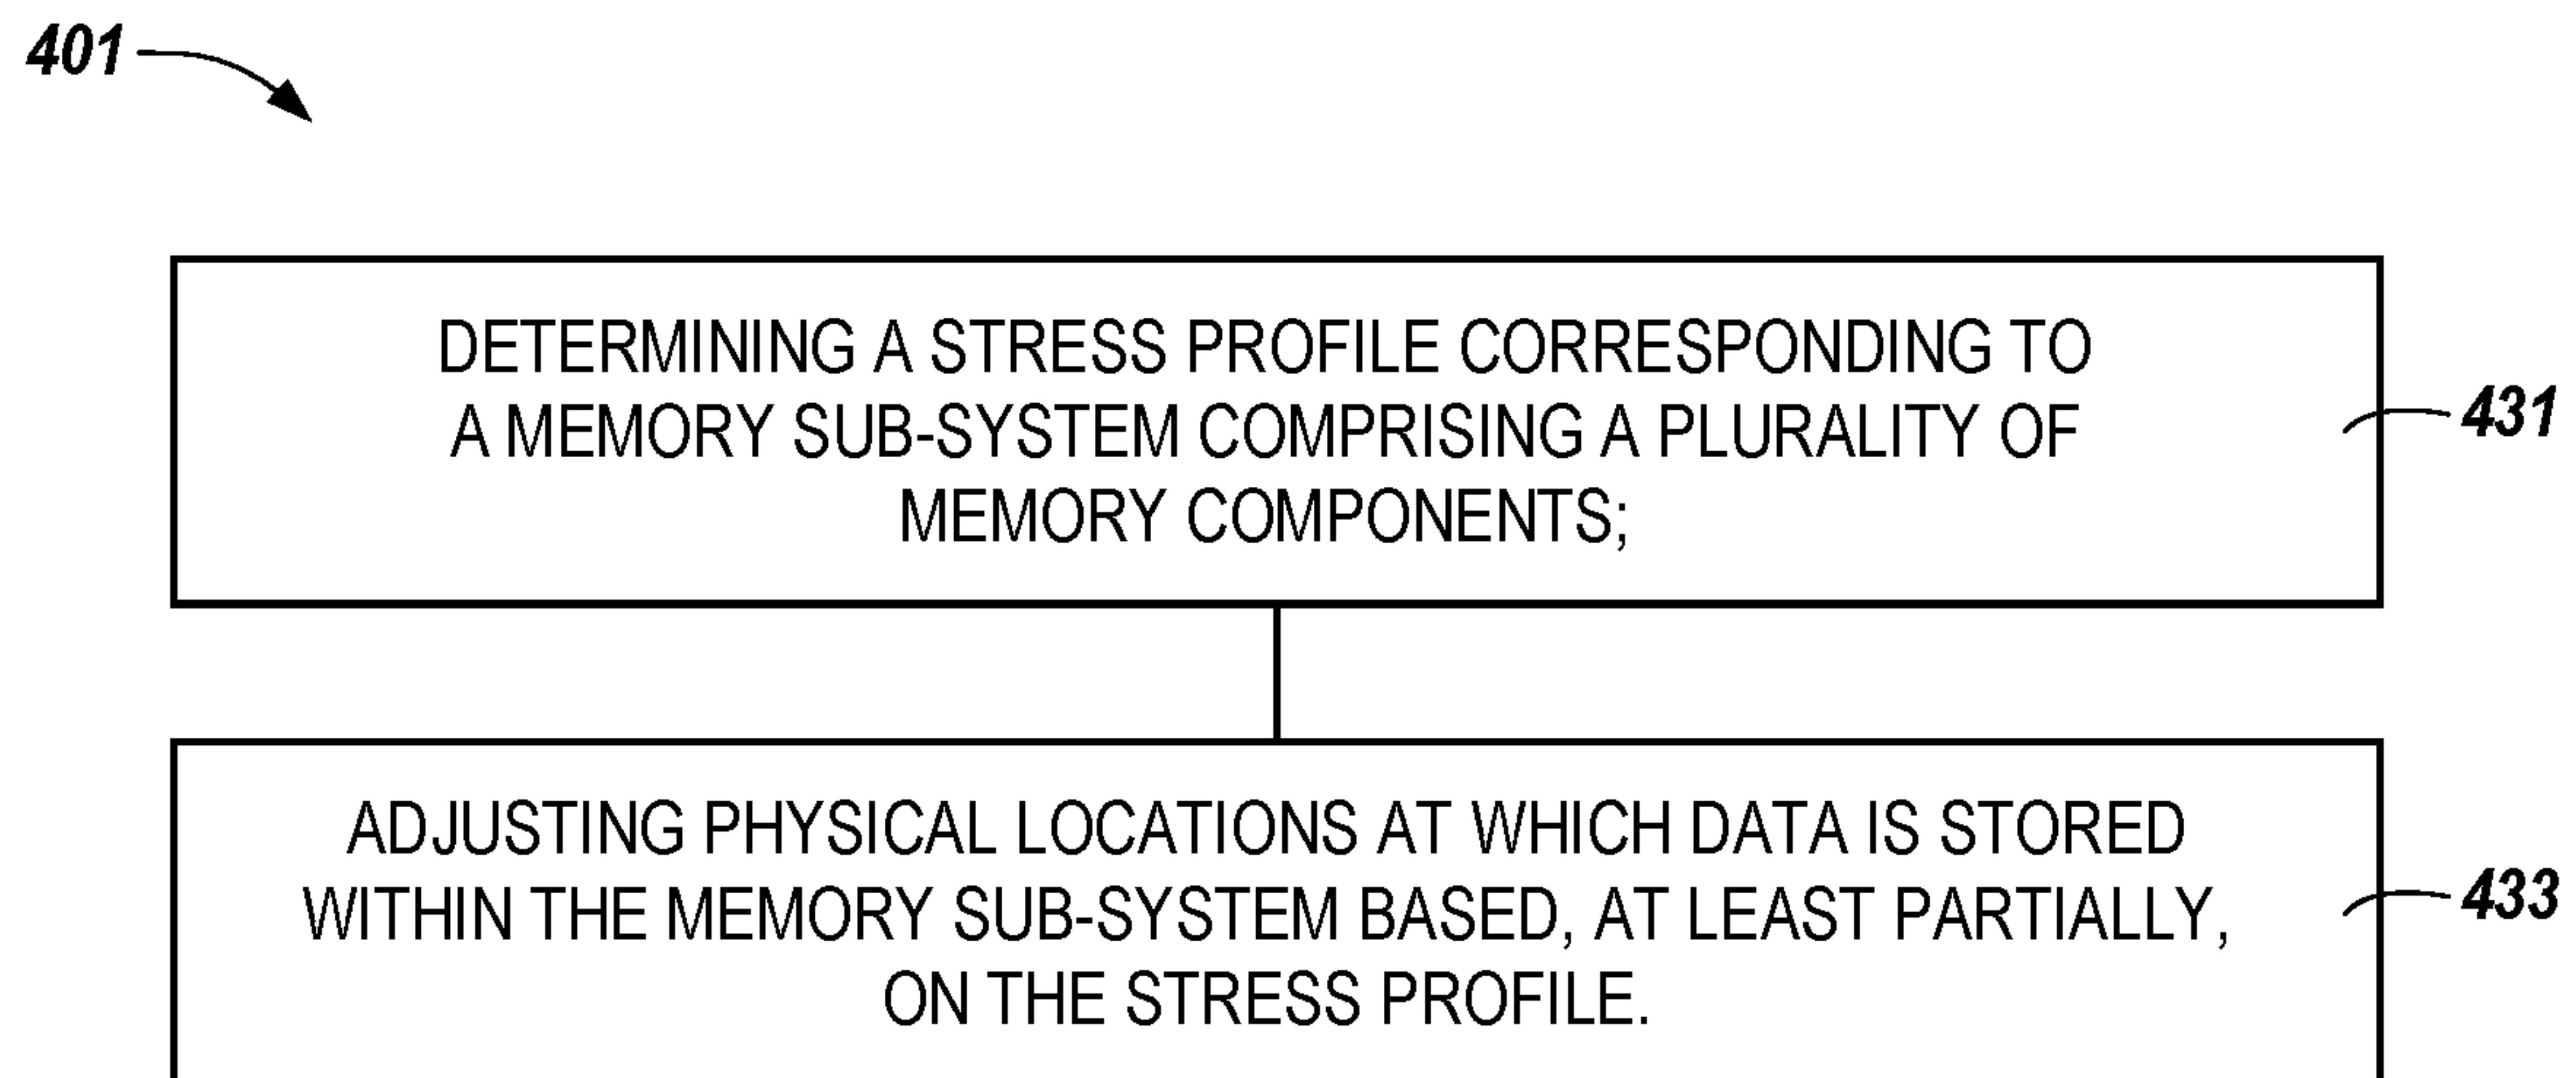 401
DETERMINING A STRESS PROFILE CORRESPONDING TO
A MEMORY SUB-SYSTEM COMPRISING A PLURALITY OF
MEMORY COMPONENTS;
431
ADJUSTING PHYSICAL LOCATIONS AT WHICH DATA IS STORED
WITHIN THE MEMORY SUB-SYSTEM BASED, AT LEAST PARTIALLY,
ON THE STRESS PROFILE.
433